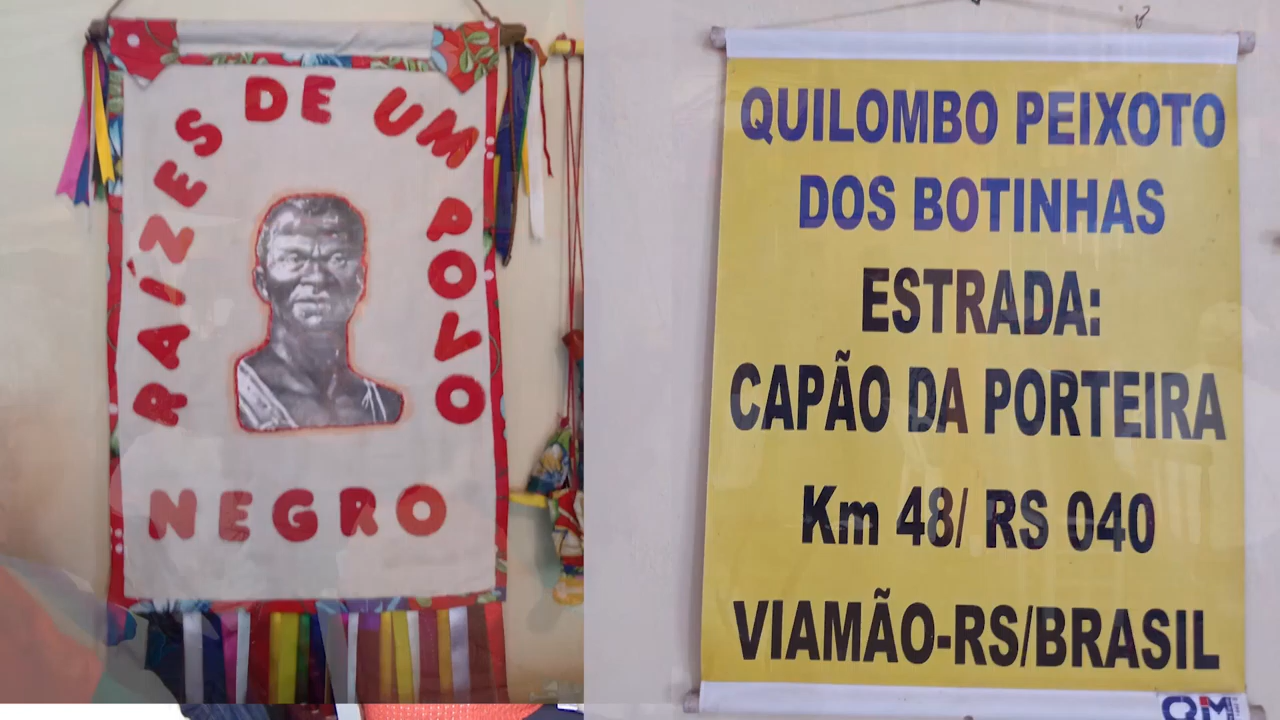 RAÍZES DE UM POVO
NEGRO
QUILOMBO PEIXOTO
DOS BOTINHAS
ESTRADA:
CAPÃO DA PORTEIRA
Km 48/ RS 040
VIAMÃO-RS/BRASIL